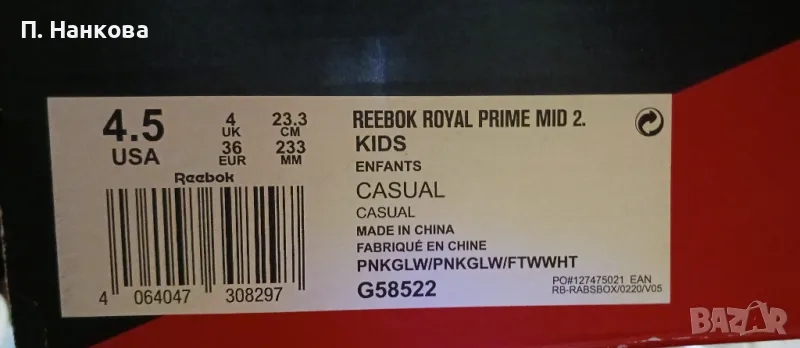 П. Нанкова
4.5 USA
4 UK
36 EUR
23.3 CM
233 MM
Reebok
4 064047 308297
REEBOK ROYAL PRIME MID 2.
KIDS
ENFANTS
CASUAL
CASUAL
MADE IN CHINA
FABRIQUÉ EN CHINE
PNKGLW/PNKGLW/FTWWHT
G58522
PO#127475021 EAN
RB-RABSBOX/0220/V05
BAZAR